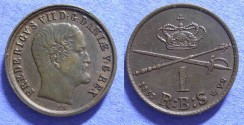 FREDERICUS VII D:G:DANIÆ V:G:REX
1
R·B·S·